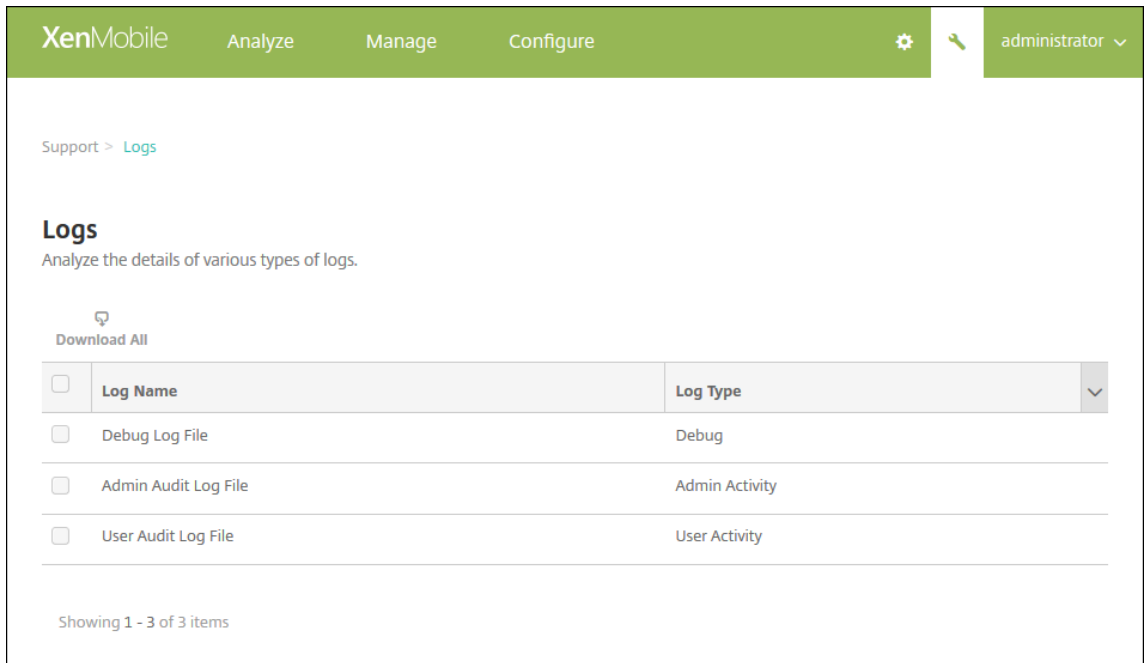 XenMobile Analyze Manage Configure administrator
Support > Logs
Logs
Analyze the details of various types of logs.
Download All
Log Name Log Type
Debug Log File Debug
Admin Audit Log File Admin Activity
User Audit Log File User Activity
Showing 1 - 3 of 3 items